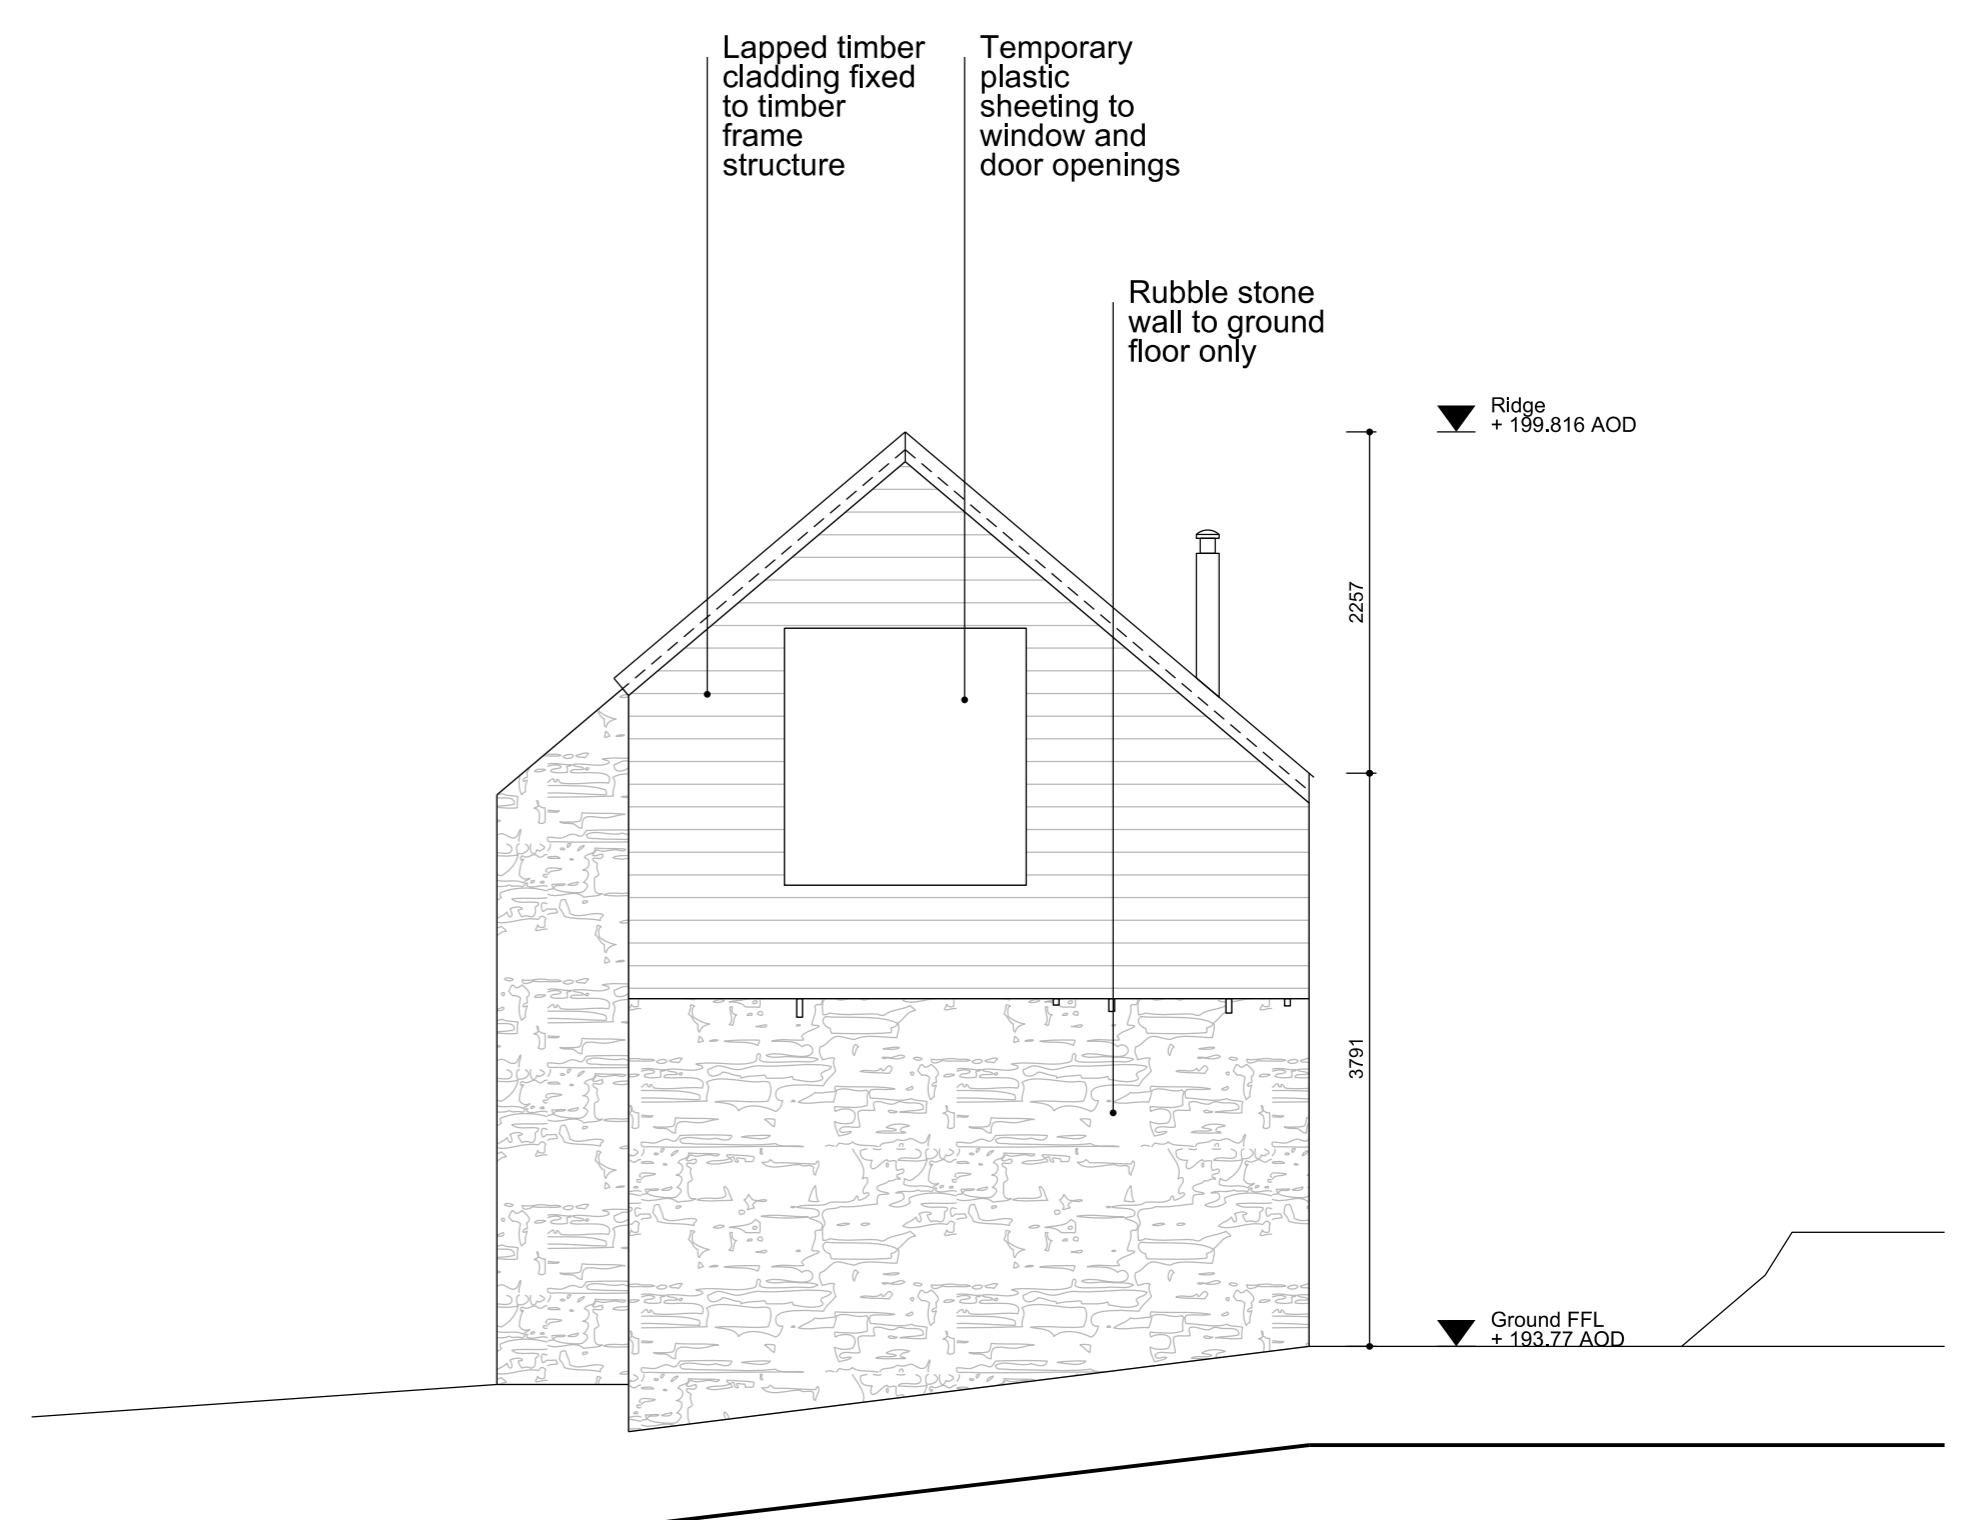 Lapped timber
cladding fixed
to timber
frame
structure
Temporary
plastic
sheeting to
window and
door openings
Rubble stone
wall to ground
floor only
Ridge
+ 199.816 AOD
2257
3791
Ground FFL
+ 193.77 AOD